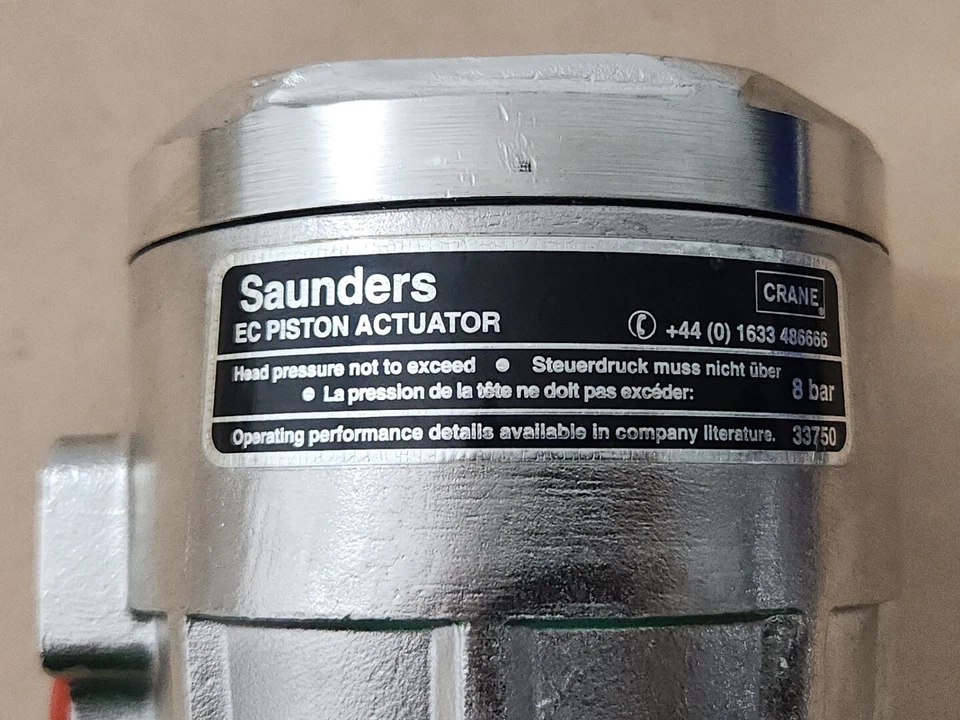 Saunders
CRANE®
EC PISTON ACTUATOR
+44 (0) 1633 486666
Head pressure not to exceed ● Steuerdruck muss nicht über
● La pression de la tête ne doit pas excéder:
8 bar
Operating performance details available in company literature. 33750